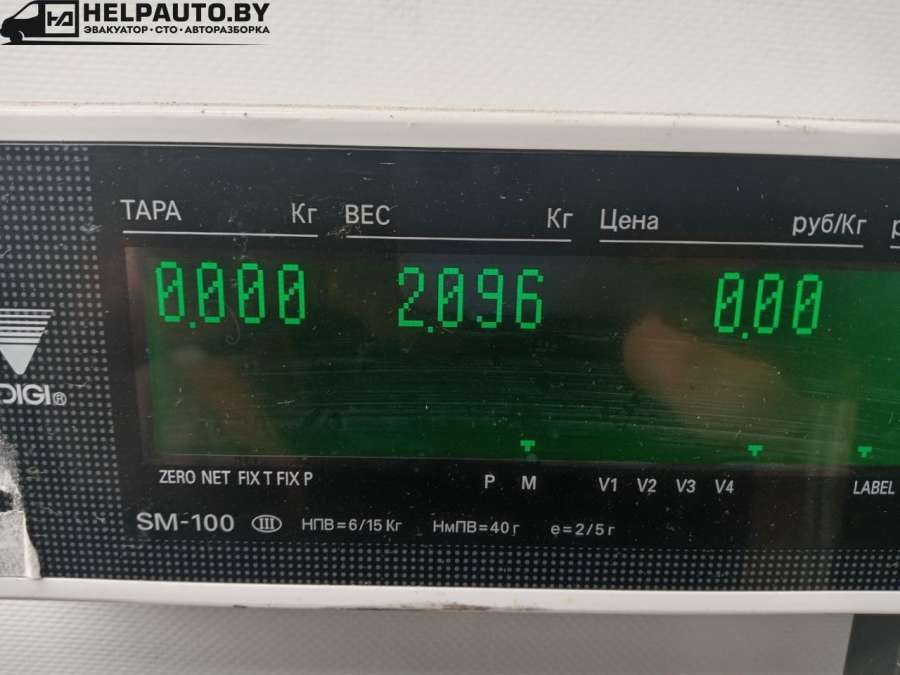 HELPAUTO.BY
ЭВАКУАТОР · СТО · АВТОРАЗБОРКА
ТАРА Кг ВЕС Кг Цена руб/Кг
0.000 2.096 0.00
DIGI®
ZERO NET FIX T FIX P P M V1 V2 V3 V4 LABEL
SM-100 III НПВ=6/15 Кг НмПВ=40 г e=2/5 г